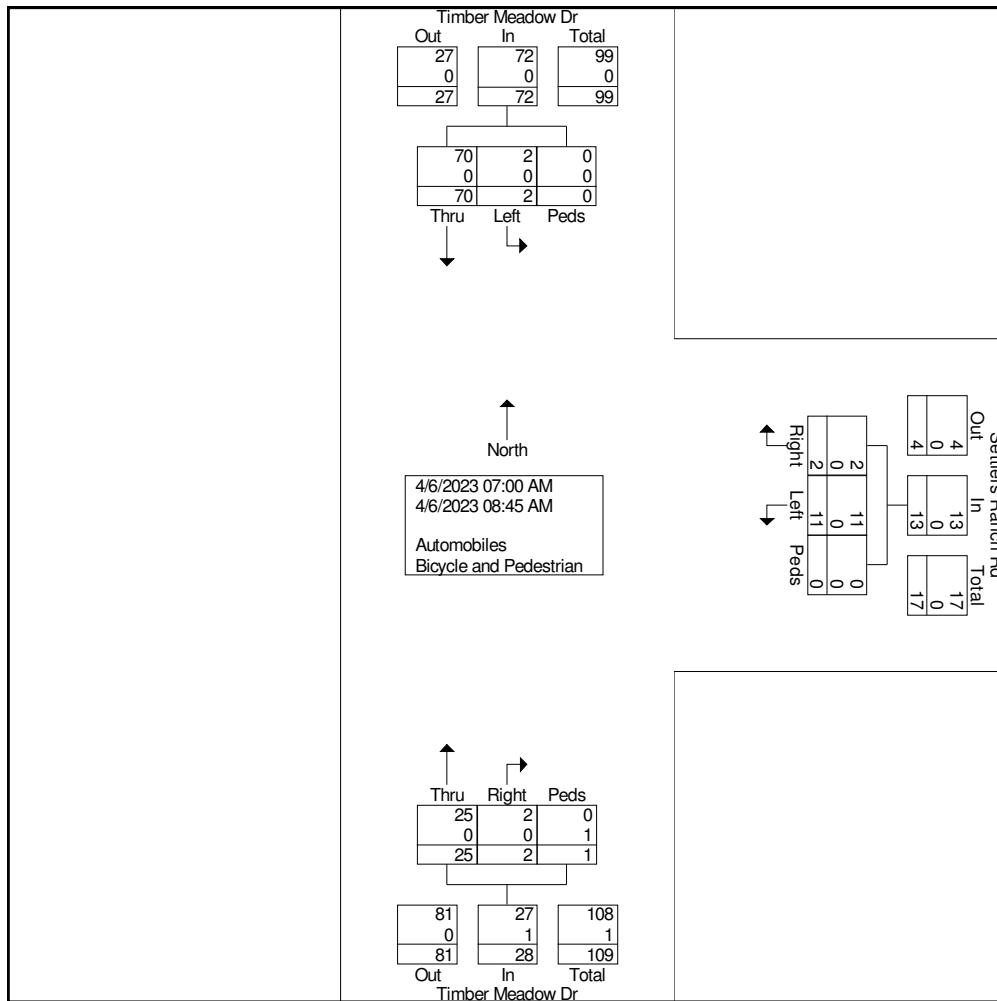 Timber Meadow Dr
Out In Total
27 72 99
0 0 0
27 72 99
70 2 0
0 0 0
70 2 0
Thru Left Peds
North
4/6/2023 07:00 AM
4/6/2023 08:45 AM
Automobiles
Bicycle and Pedestrian
Settlers Ranch Rd
Out In Total
4 13 17
0 0 0
4 13 17
2 11 0
0 0 0
2 11 0
Right Left Peds
Thru Right Peds
25 2 0
0 0 1
25 2 1
81 27 108
0 1 1
81 28 109
Out In Total
Timber Meadow Dr